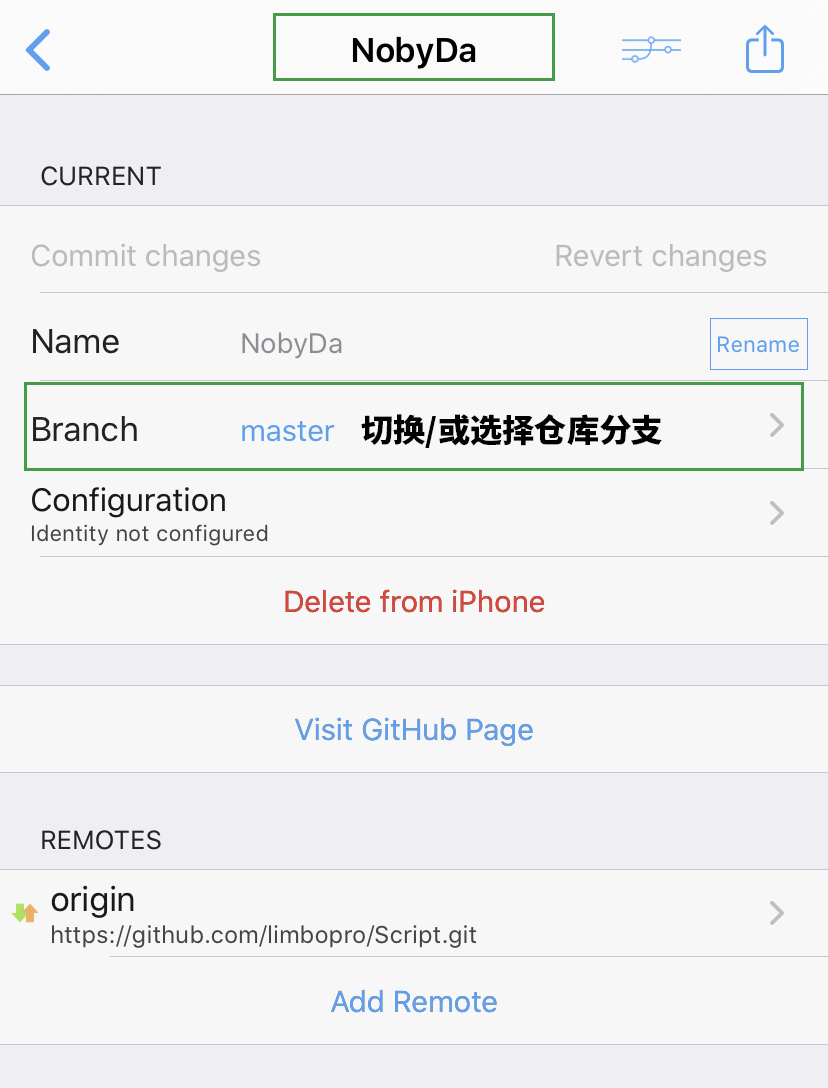 NobyDa
CURRENT
Commit changes Revert changes
Name NobyDa Rename
Branch master 切换/或选择仓库分支
Configuration
Identity not configured
Delete from iPhone
Visit GitHub Page
REMOTES
origin
https://github.com/limbopro/Script.git
Add Remote